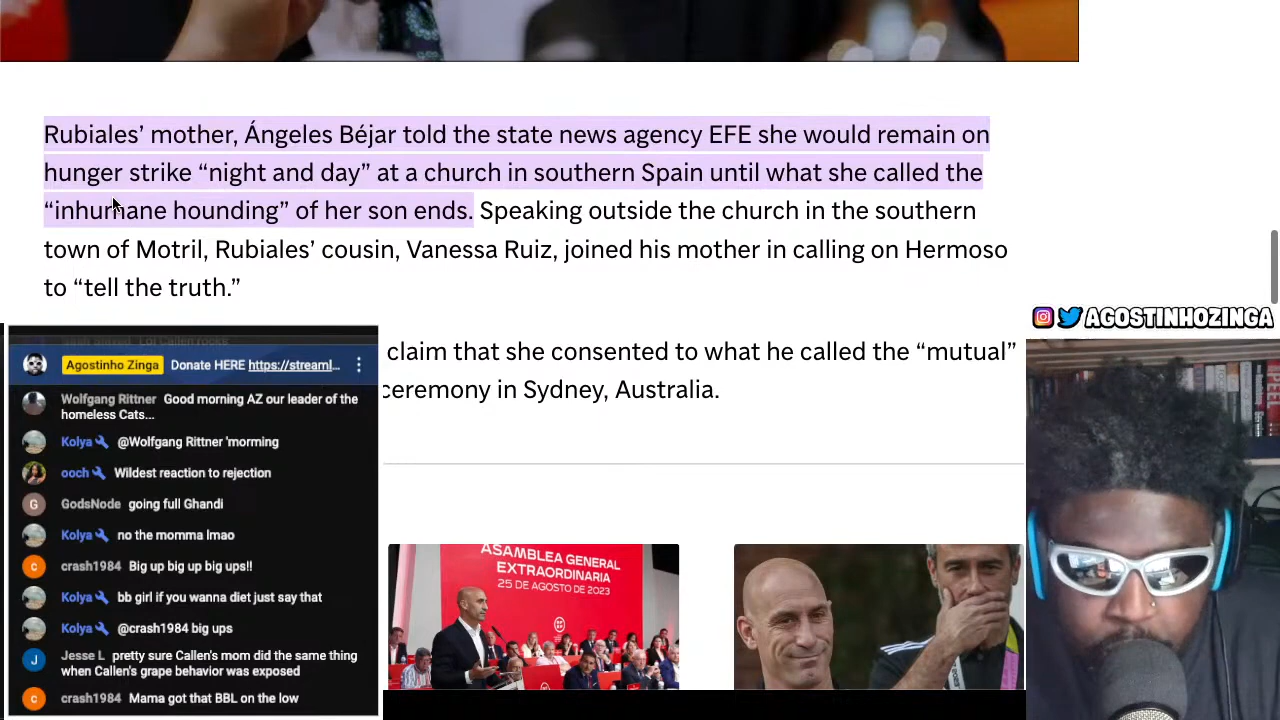 Rubiales’ mother, Ángeles Béjar told the state news agency EFE she would remain on
hunger strike “night and day” at a church in southern Spain until what she called the
“inhumane hounding” of her son ends. Speaking outside the church in the southern
town of Motril, Rubiales’ cousin, Vanessa Ruiz, joined his mother in calling on Hermoso
to “tell the truth.”
claim that she consented to what he called the “mutual”
ceremony in Sydney, Australia.
AGOSTINHOZINGA
Agostinho Zinga Donate HERE https://streaml...
Wolfgang Rittner Good morning AZ our leader of the
homeless Cats...
Kolya @Wolfgang Rittner 'morming
ooch Wildest reaction to rejection
G GodsNode going full Ghandi
Kolya no the momma lmao
c crash1984 Big up big up big ups!!
Kolya bb girl if you wanna diet just say that
Kolya @crash1984 big ups
J Jesse L pretty sure Callen's mom did the same thing
when Callen's grape behavior was exposed
c crash1984 Mama got that BBL on the low
ASAMBLEA GENERAL
EXTRAORDINARIA
25 DE AGOSTO DE 2023